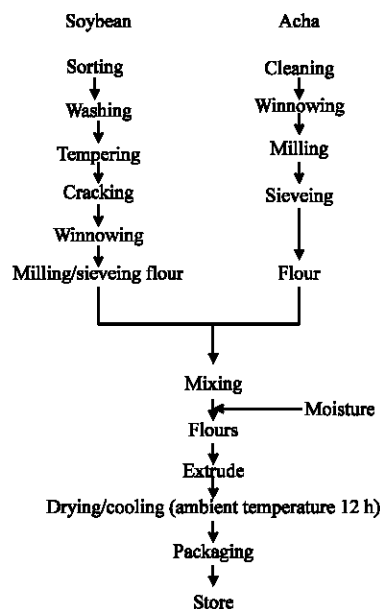 Soybean
Acha
Sorting
Washing
Tempering
Cracking
Winnowing
Milling/sieveing flour
Cleaning
Winnowing
Milling
Sieveing
Flour
Mixing
Moisture
Flours
Extrude
Drying/cooling (ambient temperature 12 h)
Packaging
Store